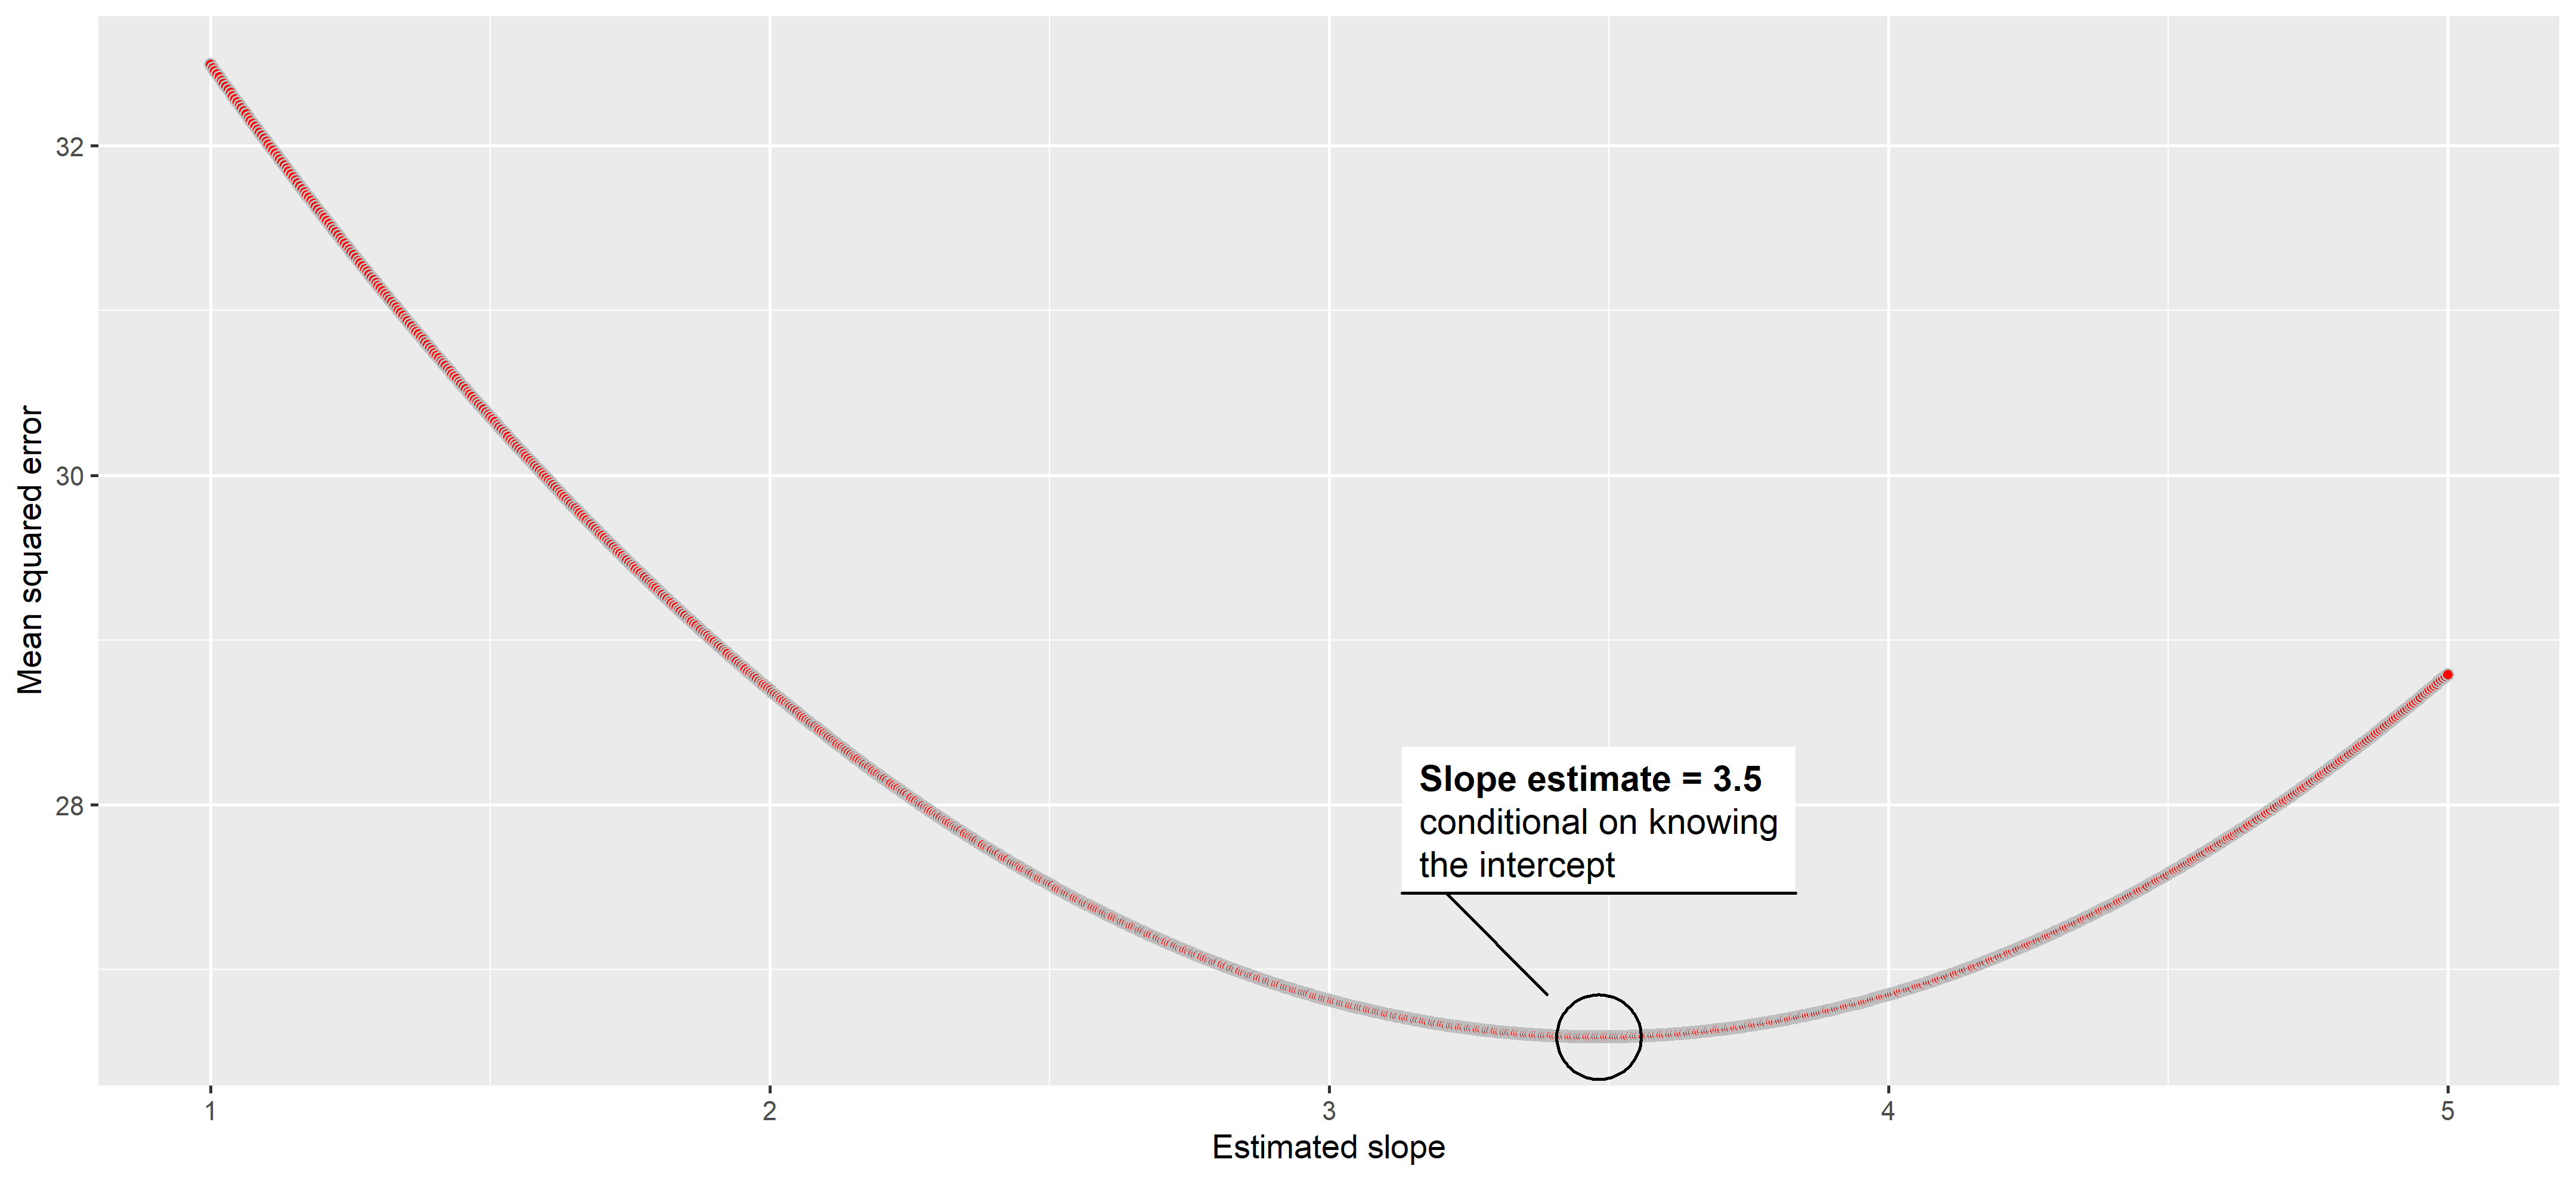 32
30
28
Mean squared error
Slope estimate = 3.5
conditional on knowing
the intercept
1 2 3 4 5
Estimated slope